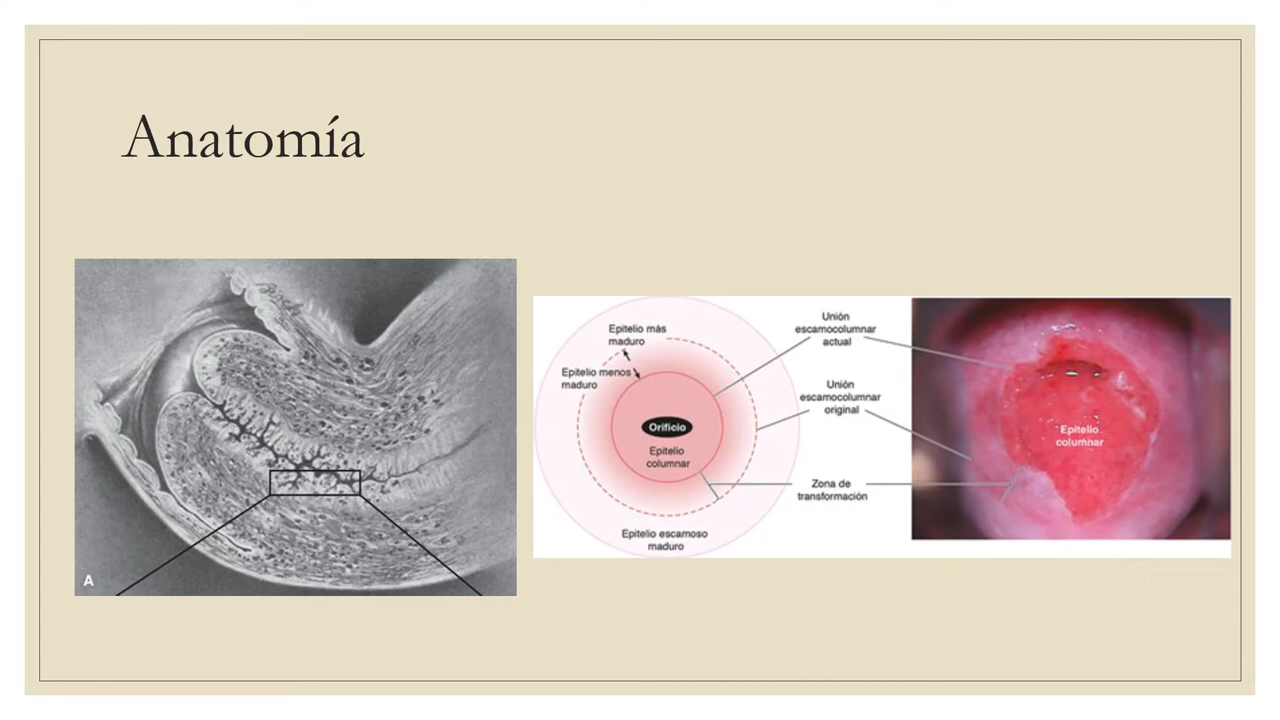 Anatomía
A
Epitelio más
maduro
Epitelio menos
maduro
Orificio
Epitelio
columnar
Epitelio escamoso
maduro
Unión
escamocolumnar
actual
Unión
escamocolumnar
original
Zona de
transformación
Epitelio
columnar